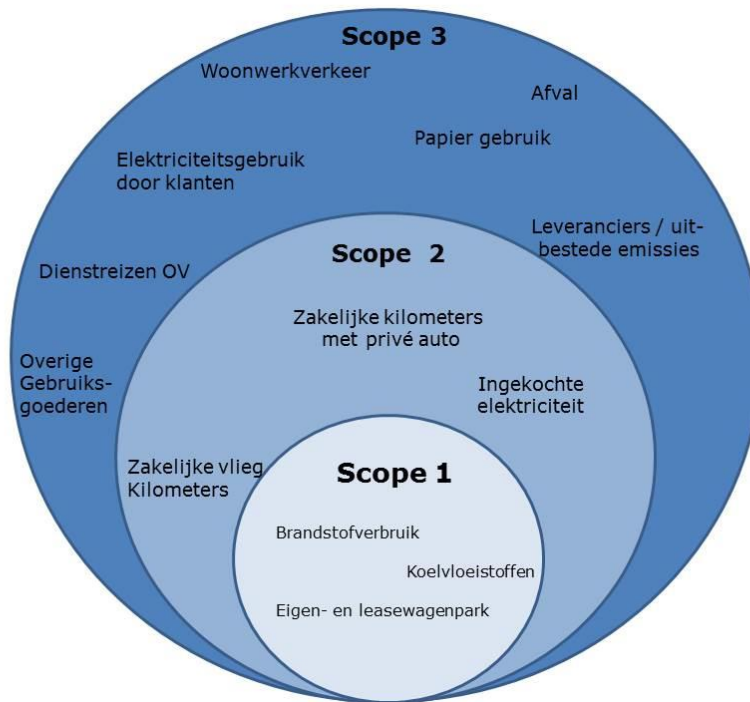 Scope 3
Woonwerkverkeer
Afval
Papier gebruik
Elektriciteitsgebruik
door klanten
Leveranciers / uit-
bestede emissies
Dienstreizen OV
Overige
Gebruiks-
goederen
Scope 2
Zakelijke kilometers
met privé auto
Ingekochte
elektriciteit
Zakelijke vlieg
Kilometers
Scope 1
Brandstofverbruik
Koelvloeistoffen
Eigen- en leasewagenpark